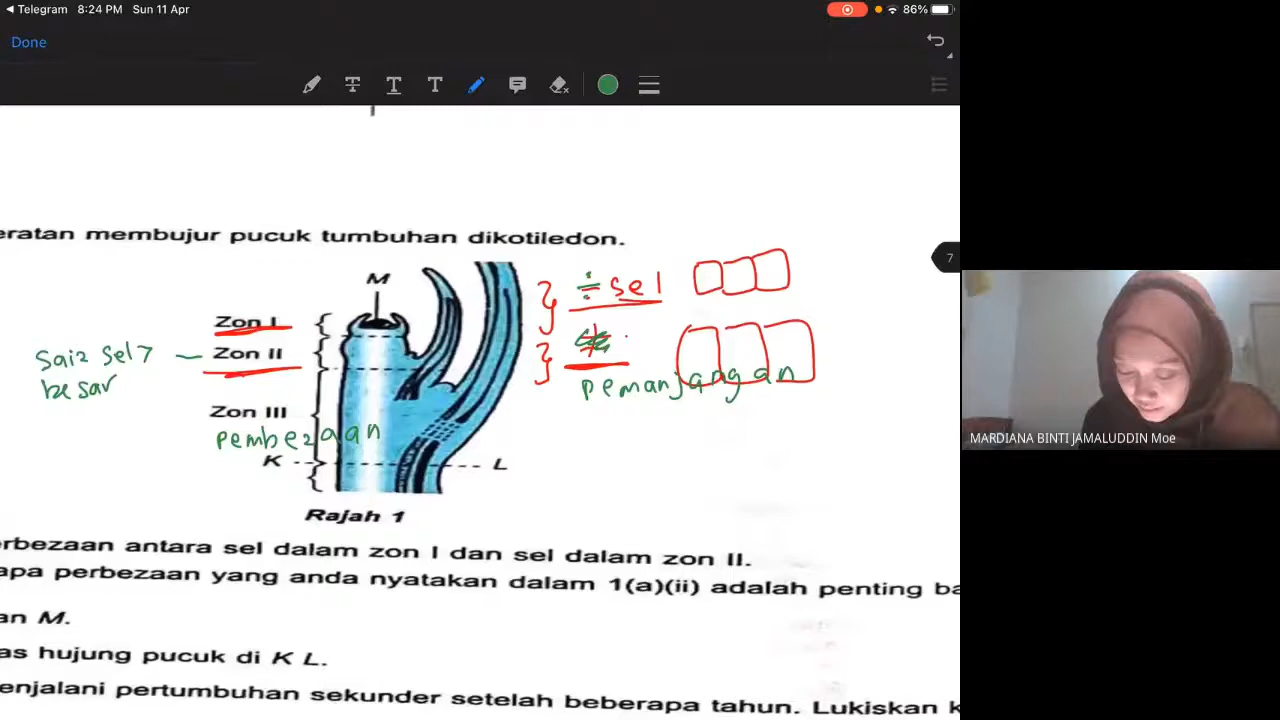 Telegram 8:24 PM Sun 11 Apr
86%
Done
T T T
7
eratan membujur pucuk tumbuhan dikotiledon.
M
Zon I
÷ sel
saiz sel > – Zon II
besar
pemanjangan
Zon III
pembezaan
K L
Rajah 1
erbezaan antara sel dalam zon I dan sel dalam zon II.
apa perbezaan yang anda nyatakan dalam 1(a)(ii) adalah penting ba
an M.
as hujung pucuk di K L.
enjalani pertumbuhan sekunder setelah beberapa tahun. Lukiskan k
MARDIANA BINTI JAMALUDDIN Moe